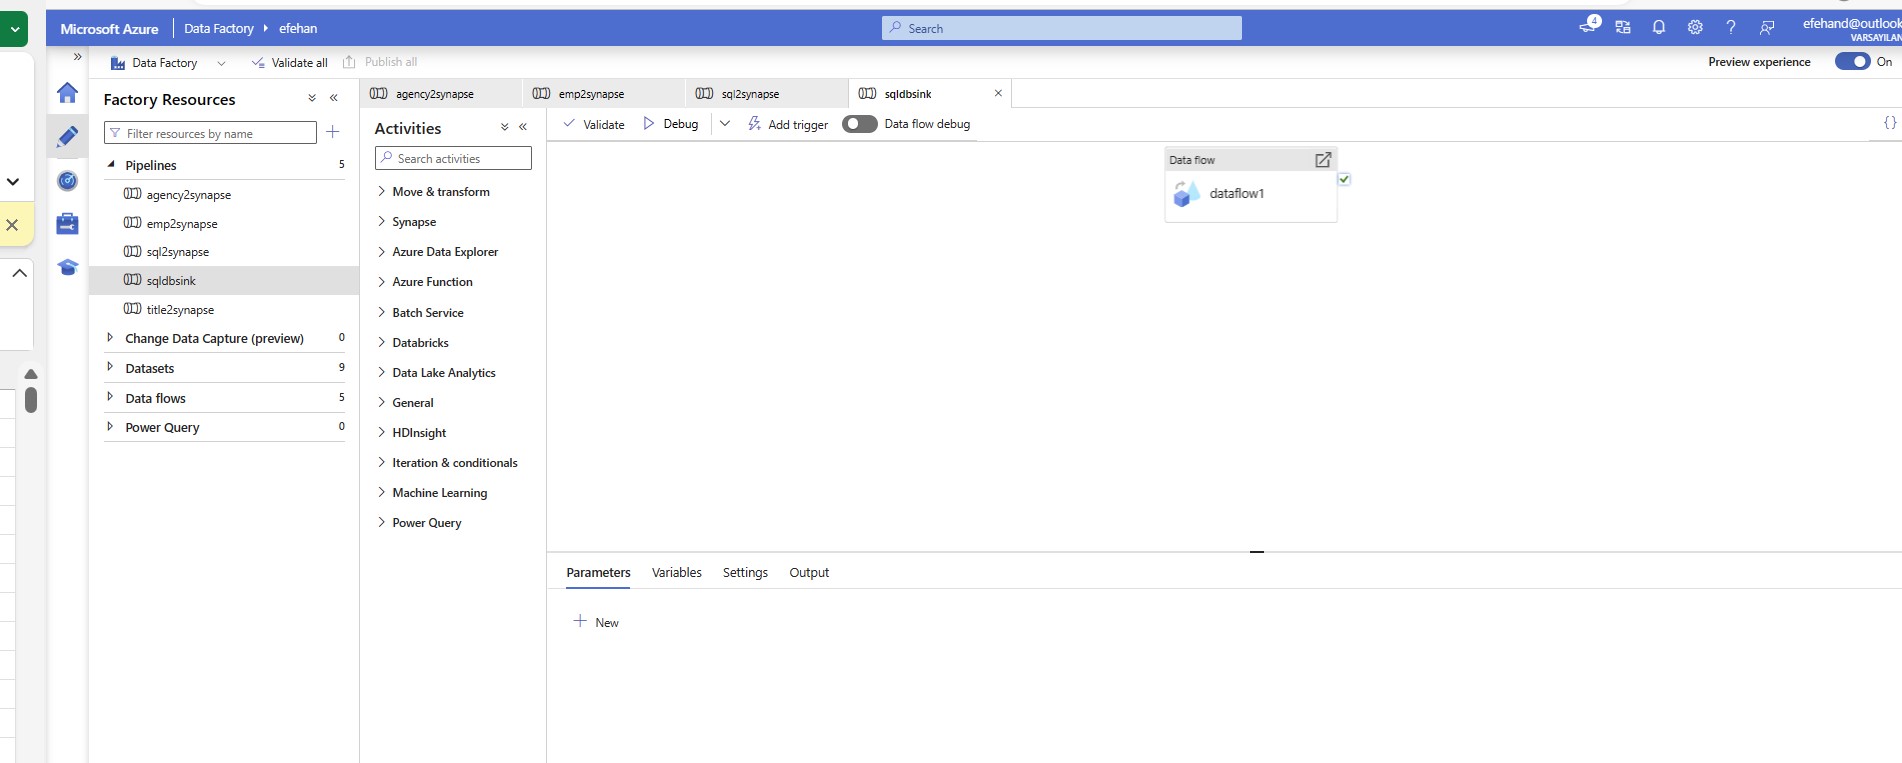 Microsoft Azure Data Factory efehan
Search
4
efehand@outlook
VARSAYILAN
Data Factory Validate all Publish all
Preview experience On
Factory Resources
Filter resources by name
Pipelines 5
agency2synapse
emp2synapse
sql2synapse
sqldbsink
title2synapse
Change Data Capture (preview) 0
Datasets 9
Data flows 5
Power Query 0
agency2synapse emp2synapse sql2synapse sqldbsink
Activities
Search activities
Move & transform
Synapse
Azure Data Explorer
Azure Function
Batch Service
Databricks
Data Lake Analytics
General
HDInsight
Iteration & conditionals
Machine Learning
Power Query
Validate Debug Add trigger Data flow debug {}
Data flow
dataflow1
Parameters Variables Settings Output
New